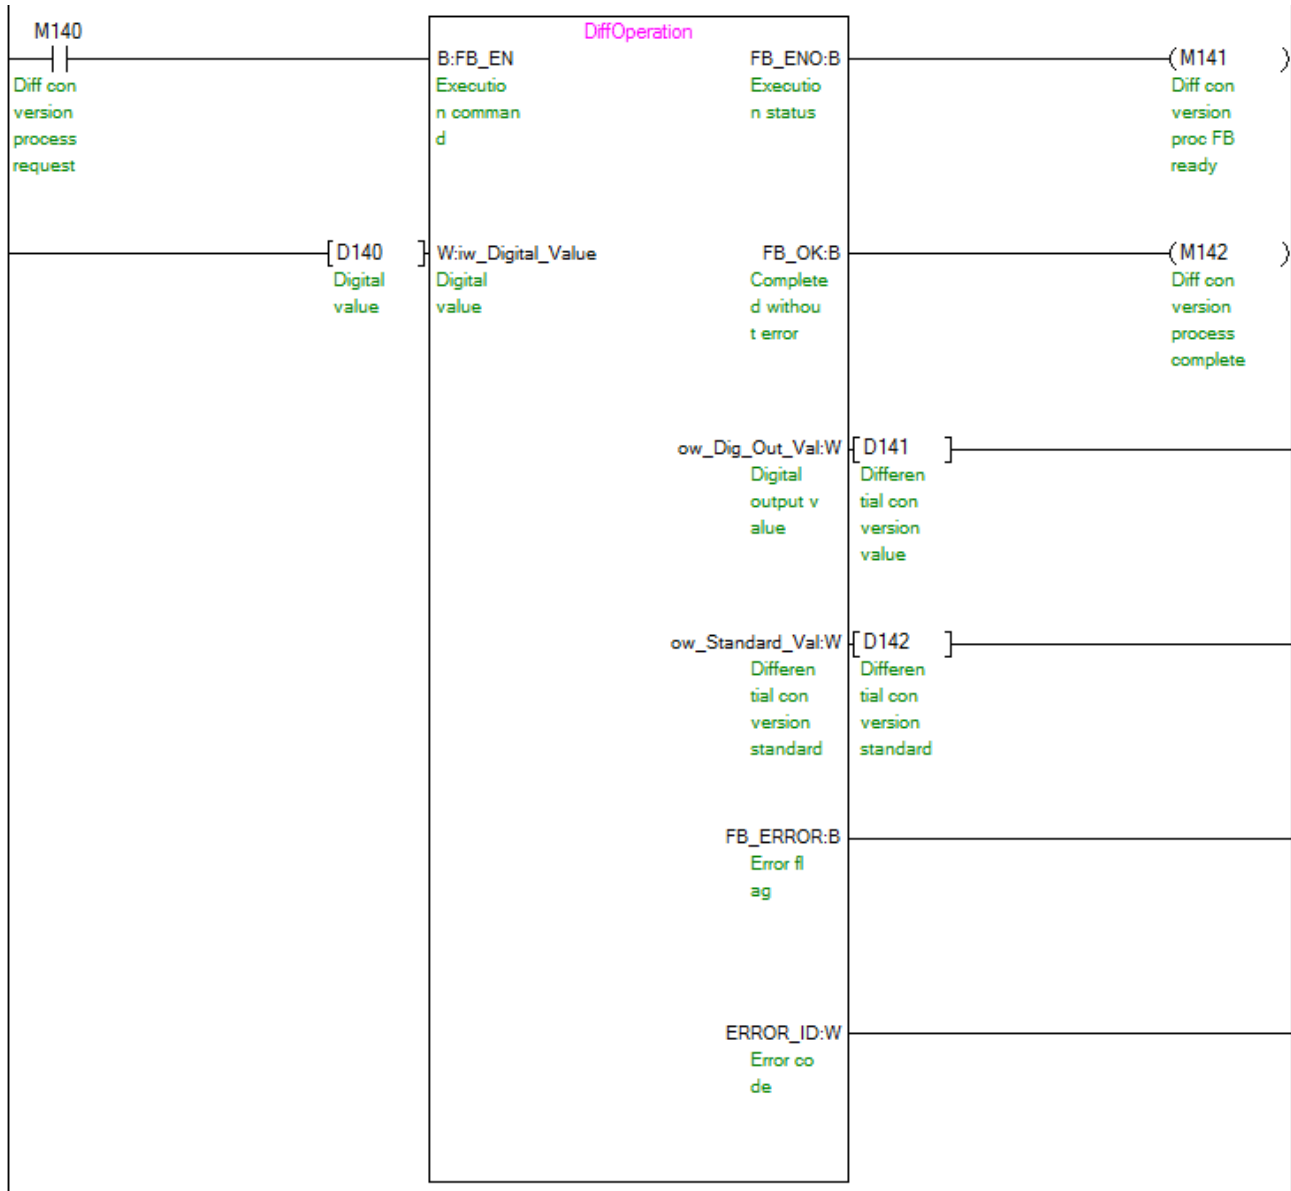 M140
DiffOperation
B:FB_EN
FB_ENO:B
(M141 )
Diff con
version
process
request
Executio
n comman
d
Executio
n status
Diff con
version
proc FB
ready
[D140 ]
W:iw_Digital_Value
FB_OK:B
(M142 )
Digital
value
Digital
value
Complete
d withou
t error
Diff con
version
process
complete
ow_Dig_Out_Val:W
[D141 ]
Digital
output v
alue
Differen
tial con
version
value
ow_Standard_Val:W
[D142 ]
Differen
tial con
version
standard
Differen
tial con
version
standard
FB_ERROR:B
Error fl
ag
ERROR_ID:W
Error co
de